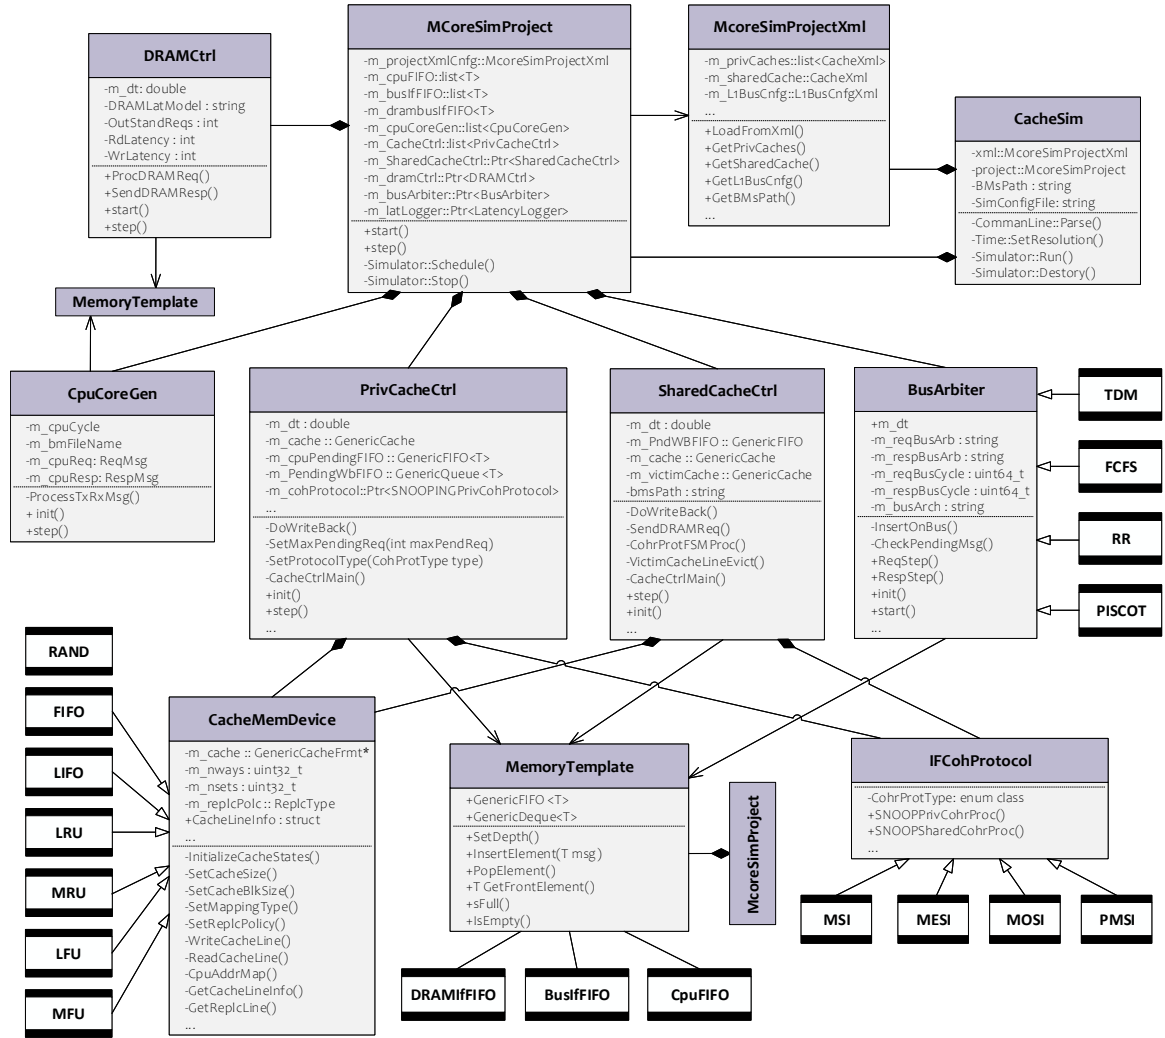 DRAMCtrl
-m_dt: double
-DRAMLatModel : string
-OutStandReqs : int
-RdLatency : int
-WrLatency : int
+ProcDRAMReq()
+SendDRAMResp()
+start()
+step()
MCoreSimProject
-m_projectXmlCnfg::McoreSimProjectXml
-m_cpuFIFO::list<T>
-m_busIfFIFO::list<T>
-m_drambusIfFIFO<T>
-m_cpuCoreGen::list<CpuCoreGen>
-m_CacheCtrl::list<PrivCacheCtrl>
-m_SharedCacheCtrl::Ptr<SharedCacheCtrl>
-m_dramCtrl::Ptr<DRAMCtrl>
-m_busArbiter::Ptr<BusArbiter>
-m_latLogger::Ptr<LatencyLogger>
+start()
+step()
-Simulator::Schedule()
-Simulator::Stop()
McoreSimProjectXml
-m_privCaches::list<CacheXml>
-m_sharedCache::CacheXml
-m_L1BusCnfg::L1BusCnfgXml
...
+LoadFromXml()
+GetPrivCaches()
+GetSharedCache()
+GetL1BusCnfg()
+GetBMsPath()
...
CacheSim
-xml::McoreSimProjectXml
-project::McoreSimProject
-BMsPath : string
-SimConfigFile: string
-CommanLine::Parse()
-Time::SetResolution()
-Simulator::Run()
-Simulator::Destory()
MemoryTemplate
CpuCoreGen
-m_cpuCycle
-m_bmFileName
-m_cpuReq: ReqMsg
-m_cpuResp: RespMsg
-ProcessTxRxMsg()
+ init()
+step()
PrivCacheCtrl
-m_dt : double
-m_cache :: GenericCache
-m_cpuPendingFIFO :: GenericFIFO<T>
-m_PendingWbFIFO :: GenericQueue <T>
-m_cohProtocol::Ptr<SNOOPINGPrivCohProtocol>
...
-DoWriteBack()
-SetMaxPendingReq(int maxPendReq)
-SetProtocolType(CohProtType type)
-CacheCtrlMain()
+init()
+step()
...
SharedCacheCtrl
-m_dt : double
-m_PndWBFIFO :: GenericFIFO
-m_cache :: GenericCache
-m_victimCache :: GenericCache
-bmsPath : string
-DoWriteBack()
-SendDRAMReq()
-CohrProtFSMProc()
-VictimCacheLineEvict()
-CacheCtrlMain()
+step()
+init()
...
BusArbiter
+m_dt
-m_reqBusArb : string
-m_respBusArb : string
-m_reqBusCycle : uint64_t
-m_respBusCycle : uint64_t
-m_busArch : string
-InsertOnBus()
-CheckPendingMsg()
+ReqStep()
+RespStep()
+init()
+start()
...
TDM
FCFS
RR
PISCOT
RAND
FIFO
LIFO
LRU
MRU
LFU
MFU
CacheMemDevice
-m_cache :: GenericCacheFrmt*
-m_nways : uint32_t
-m_nsets : uint32_t
-m_replcPolc :: ReplcType
+CacheLineInfo : struct
...
-InitializeCacheStates()
-SetCacheSize()
-SetCacheBlkSize()
-SetMappingType()
-SetReplcPolicy()
-WriteCacheLine()
-ReadCacheLine()
-CpuAddrMap()
-GetCacheLineInfo()
-GetReplcLine()
...
MemoryTemplate
+GenericFIFO <T>
+GenericDeque<T>
+SetDepth()
+InsertElement(T msg)
+PopElement()
+T GetFrontElement()
+sFull()
+IsEmpty()
McoreSimProject
DRAMIfFIFO
BusIfFIFO
CpuFIFO
IFCohProtocol
-CohrProtType: enum class
+SNOOPPrivCohrProc()
+SNOOPSharedCohrProc()
...
MSI
MESI
MOSI
PMSI